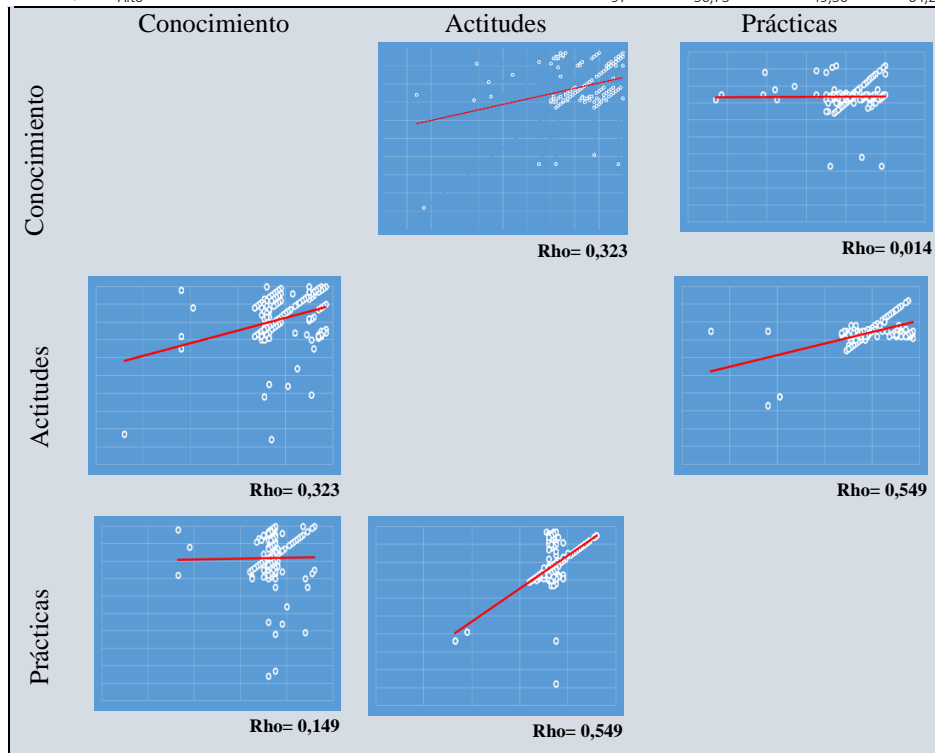 Conocimiento Actitudes Prácticas
Conocimiento
Rho= 0,323
Rho= 0,014
Actitudes
Rho= 0,323
Rho= 0,549
Prácticas
Rho= 0,149
Rho= 0,549